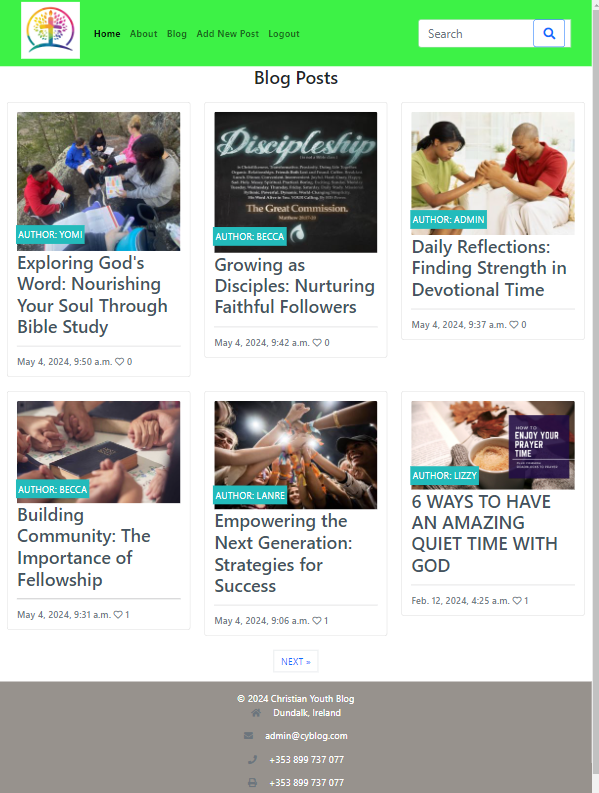 Home About Blog Add New Post Logout Search
Blog Posts
AUTHOR: YOMI
Exploring God's
Word: Nourishing
Your Soul Through
Bible Study
May 4, 2024, 9:50 a.m. 0
Discipleship
The Great Commission.
AUTHOR: BECCA
Growing as
Disciples: Nurturing
Faithful Followers
May 4, 2024, 9:42 a.m. 0
AUTHOR: ADMIN
Daily Reflections:
Finding Strength in
Devotional Time
May 4, 2024, 9:37 a.m. 0
AUTHOR: BECCA
Building
Community: The
Importance of
Fellowship
May 4, 2024, 9:31 a.m. 1
AUTHOR: LANRE
Empowering the
Next Generation:
Strategies for
Success
May 4, 2024, 9:06 a.m. 1
HOW TO
ENJOY YOUR
PRAYER
TIME
AUTHOR: LIZZY
6 WAYS TO HAVE
AN AMAZING
QUIET TIME WITH
GOD
Feb. 12, 2024, 4:25 a.m. 1
NEXT »
© 2024 Christian Youth Blog
Dundalk, Ireland
admin@cyblog.com
+353 899 737 077
+353 899 737 077